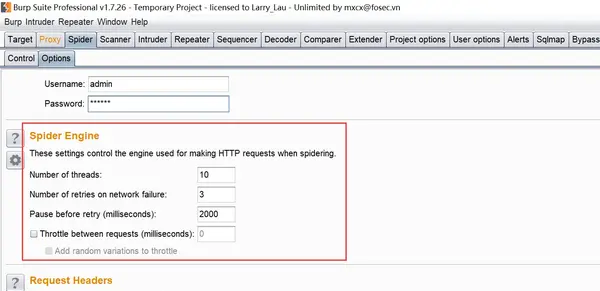 Burp Suite Professional v1.7.26 - Temporary Project - licensed to Larry_Lau - Unlimited by mxcx@fosec.vn
Burp Intruder Repeater Window Help
Target Proxy Spider Scanner Intruder Repeater Sequencer Decoder Comparer Extender Project options User options Alerts Sqlmap Bypass
Control Options
Username: admin
Password: ******
? Spider Engine
These settings control the engine used for making HTTP requests when spidering.
Number of threads: 10
Number of retries on network failure: 3
Pause before retry (milliseconds): 2000
Throttle between requests (milliseconds): 0
Add random variations to throttle
? Request Headers